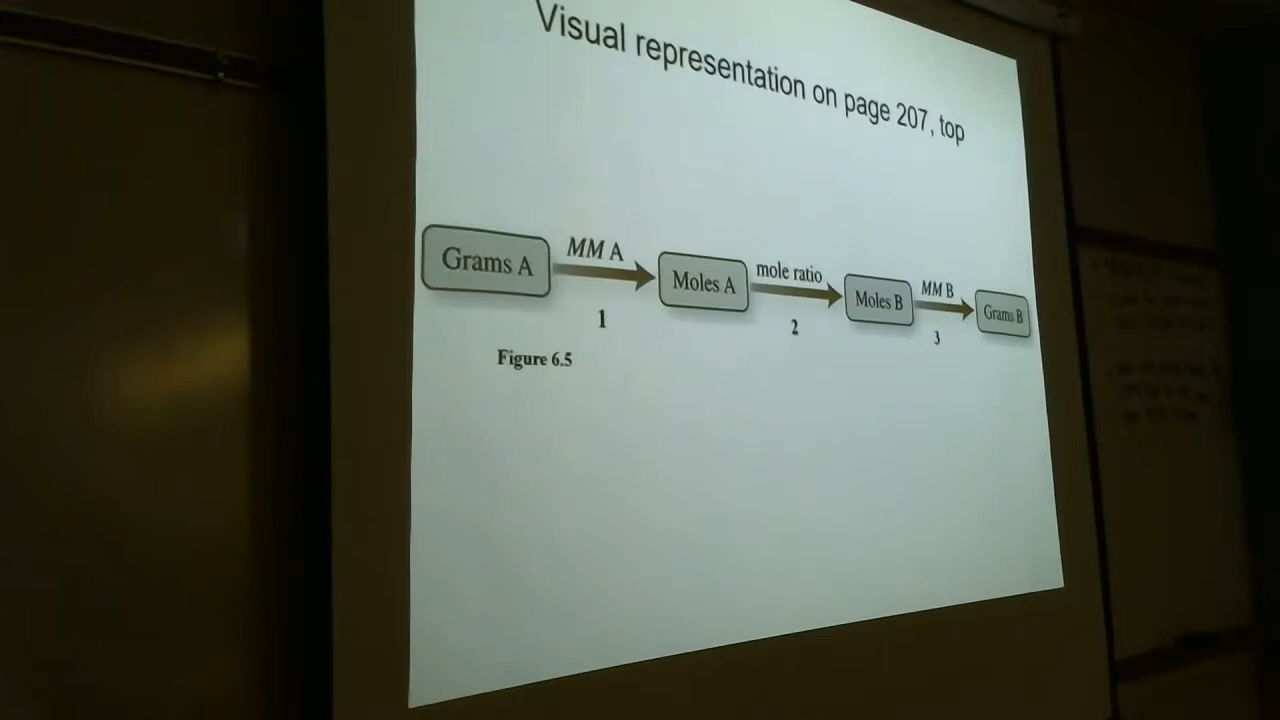 Visual representation on page 207, top
Grams A
MM A
1
Moles A
mole ratio
2
Moles B
MM B
3
Grams B
Figure 6.5